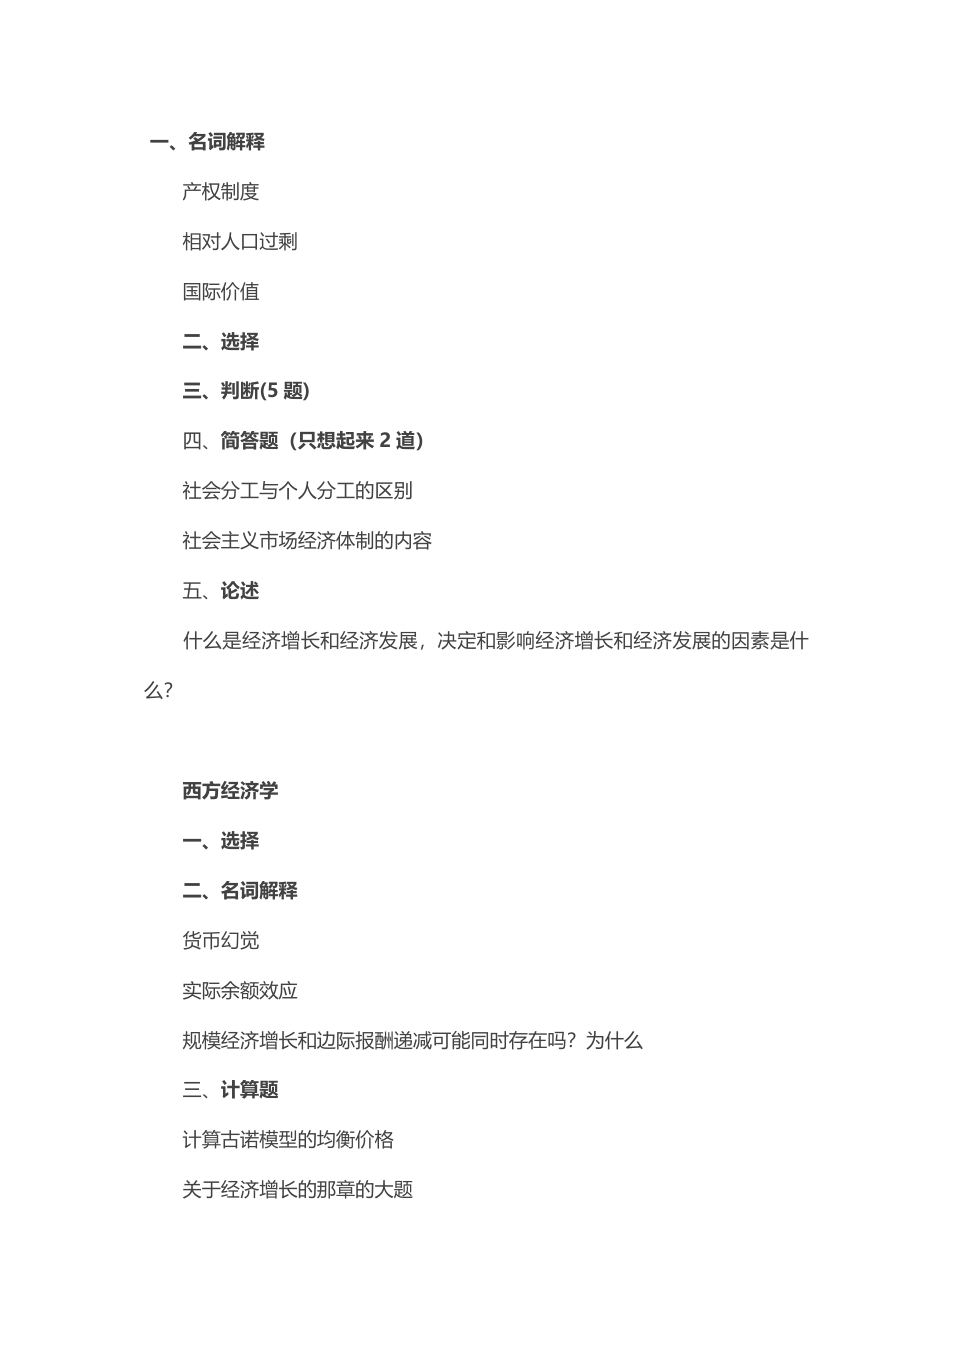 一、名词解释
产权制度
相对人口过剩
国际价值
二、选择
三、判断(5 题)
四、简答题（只想起来 2 道）
社会分工与个人分工的区别
社会主义市场经济体制的内容
五、论述
什么是经济增长和经济发展，决定和影响经济增长和经济发展的因素是什
么？
西方经济学
一、选择
二、名词解释
货币幻觉
实际余额效应
规模经济增长和边际报酬递减可能同时存在吗？为什么
三、计算题
计算古诺模型的均衡价格
关于经济增长的那章的大题